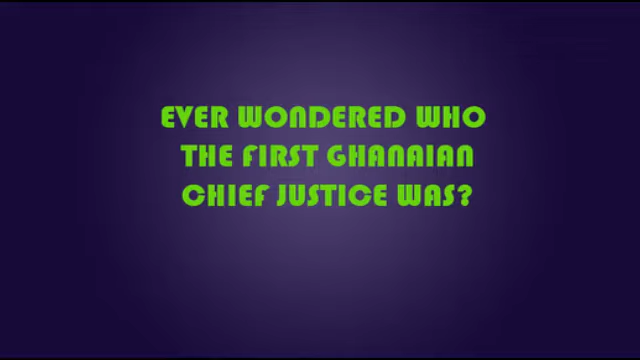 EVER WONDERED WHO
THE FIRST GHANAIAN
CHIEF JUSTICE WAS?